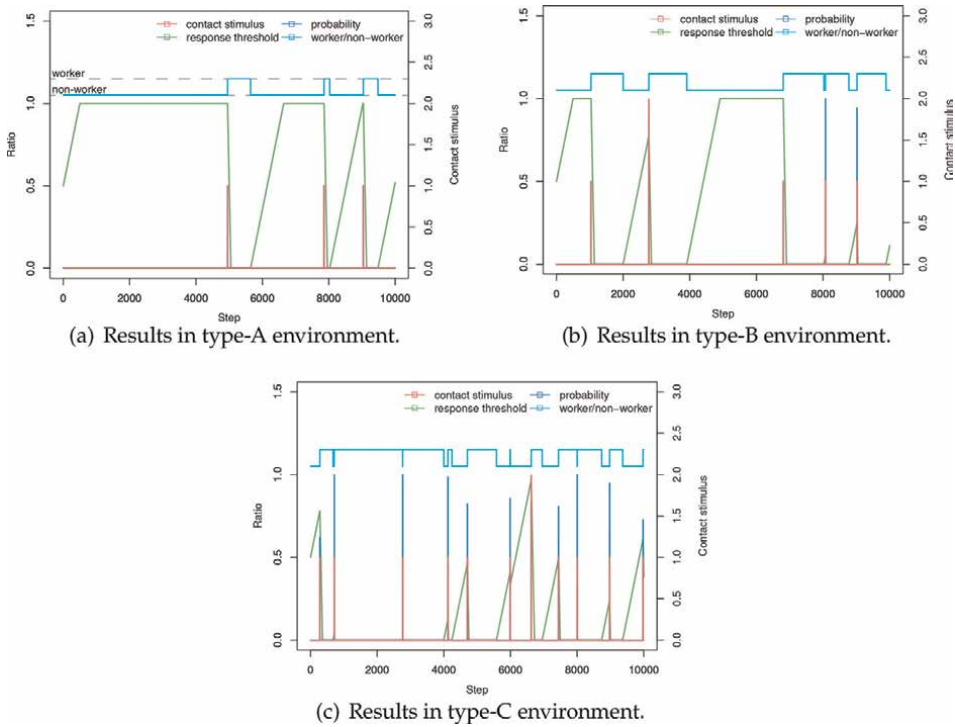 contact stimulus probability
response threshold worker/non-worker
worker
non-worker
1.5
1.0
0.5
0.0
Ratio
3.0
2.5
2.0
1.5
1.0
0.5
0.0
Contact stimulus
0 2000 4000 6000 8000 10000
Step
(a) Results in type-A environment.
contact stimulus probability
response threshold worker/non-worker
1.5
1.0
0.5
0.0
Ratio
3.0
2.5
2.0
1.5
1.0
0.5
0.0
Contact stimulus
0 2000 4000 6000 8000 10000
Step
(b) Results in type-B environment.
contact stimulus probability
response threshold worker/non-worker
1.5
1.0
0.5
0.0
Ratio
3.0
2.5
2.0
1.5
1.0
0.5
0.0
Contact stimulus
0 2000 4000 6000 8000 10000
Step
(c) Results in type-C environment.